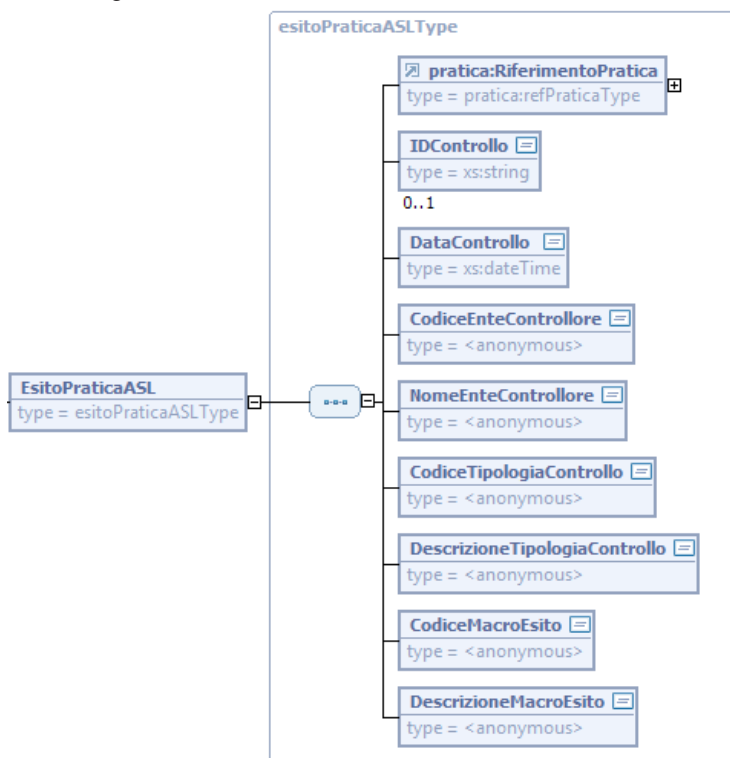 esitoPraticaASLType
pratica:RiferimentoPratica
type = pratica:refPraticaType
IDControllo
type = xs:string
0..1
DataControllo
type = xs:dateTime
CodiceEnteControllore
type = <anonymous>
EsitoPraticaASL
type = esitoPraticaASLType
NomeEnteControllore
type = <anonymous>
CodiceTipologiaControllo
type = <anonymous>
DescrizioneTipologiaControllo
type = <anonymous>
CodiceMacroEsito
type = <anonymous>
DescrizioneMacroEsito
type = <anonymous>